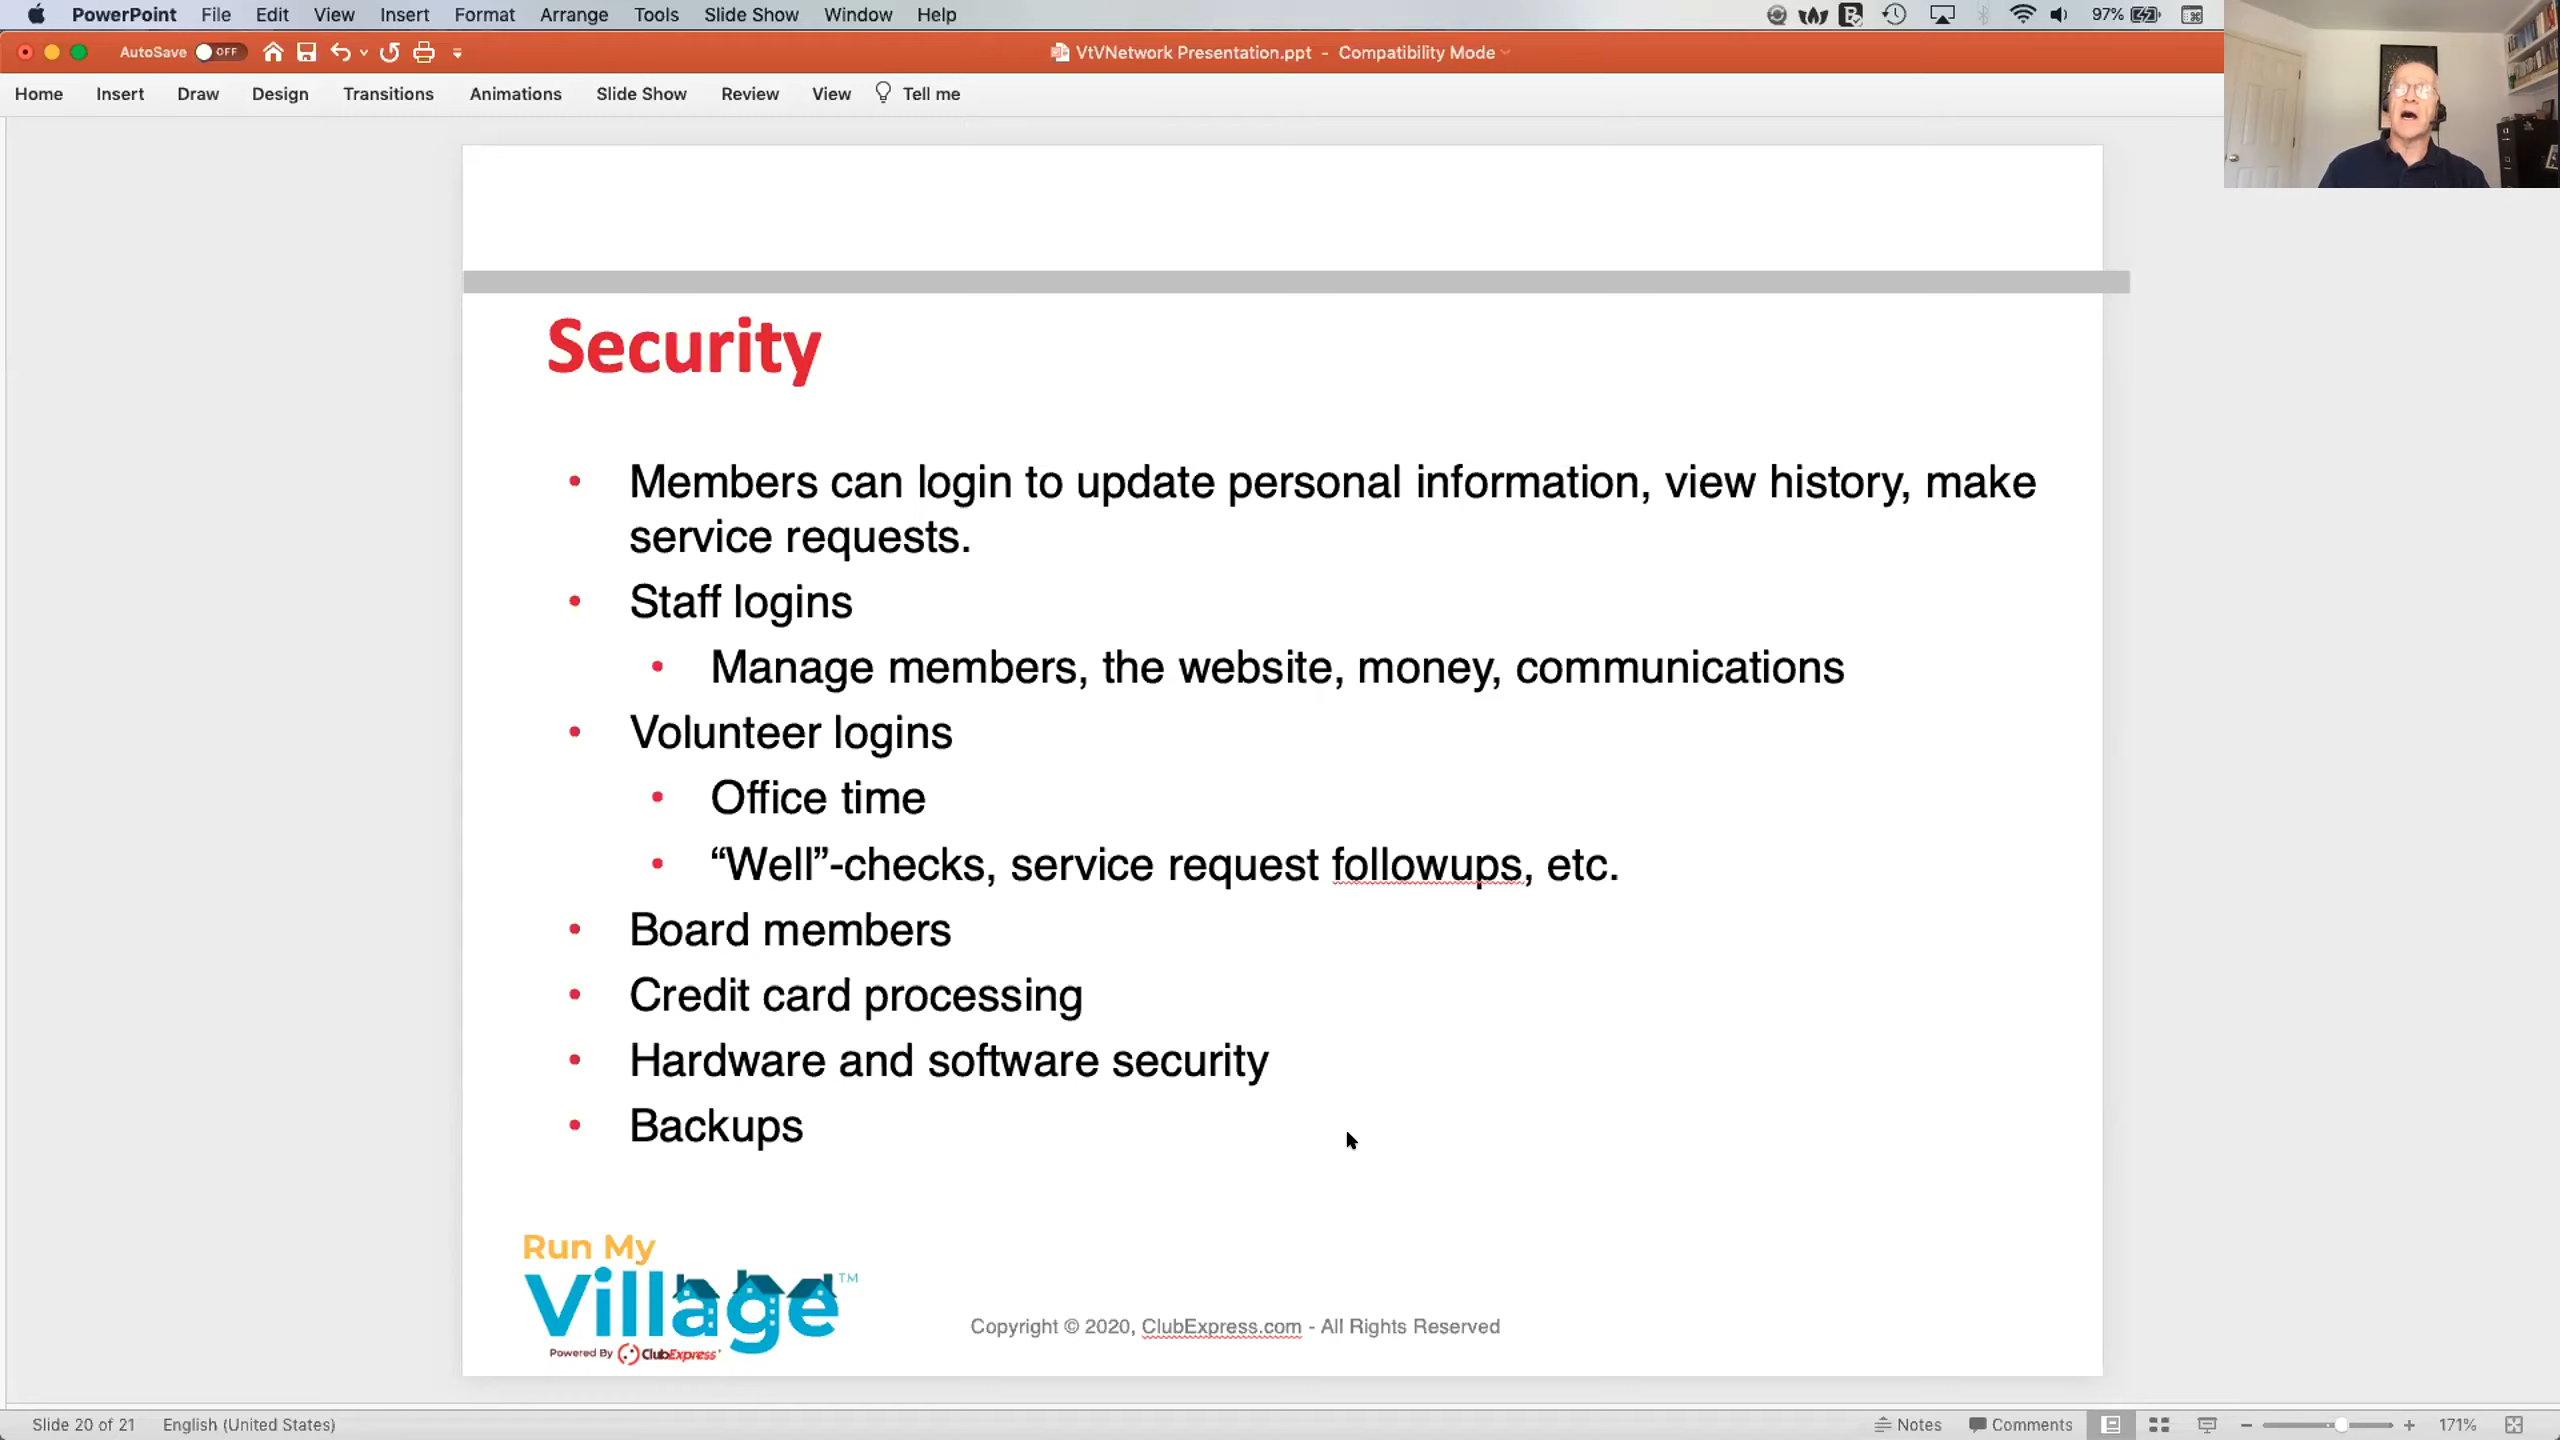 PowerPoint File Edit View Insert Format Arrange Tools Slide Show Window Help 97%
AutoSave OFF VtVNetwork Presentation.ppt - Compatibility Mode
Home Insert Draw Design Transitions Animations Slide Show Review View Tell me
Security
• Members can login to update personal information, view history, make
service requests.
• Staff logins
• Manage members, the website, money, communications
• Volunteer logins
• Office time
• “Well”-checks, service request followups, etc.
• Board members
• Credit card processing
• Hardware and software security
• Backups
Run My
Village™
Powered By ClubExpress
Copyright © 2020, ClubExpress.com - All Rights Reserved
Slide 20 of 21 English (United States) Notes Comments 171%